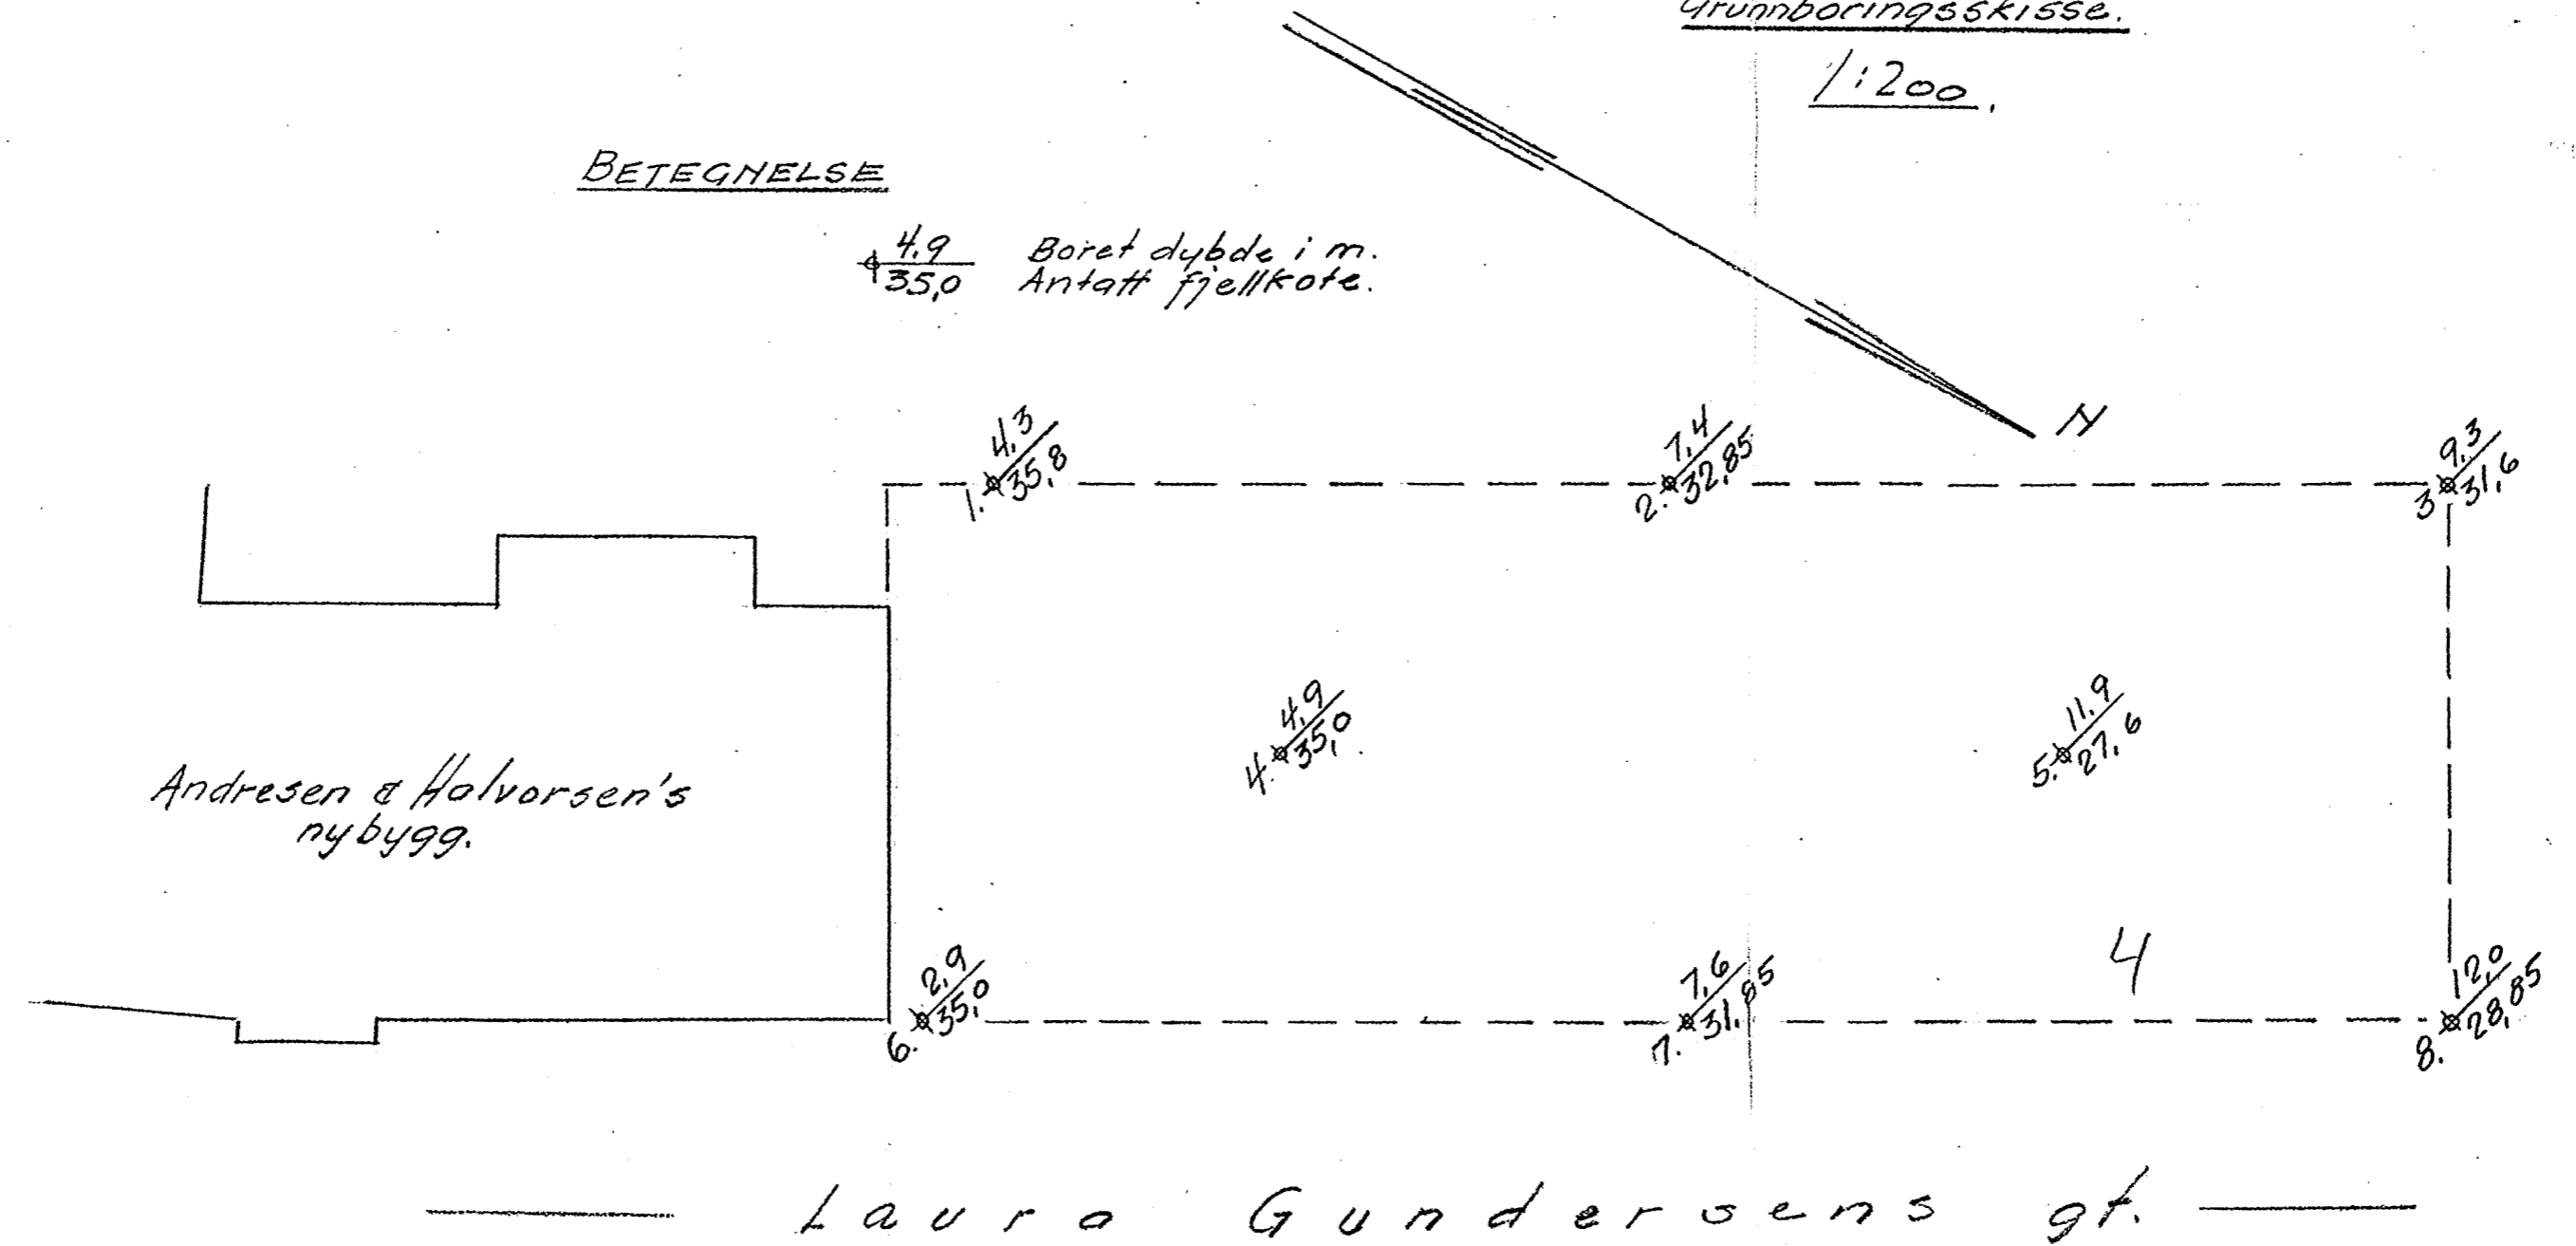 Grunnboringsskisse.
1:200.
BETEGNELSE
4.9 Boret dybde i m.
35,0 Antatt fjellkote.
N
1. 4.3
35,8
2. 7,4
32,85
3 9,3
31,6
4. 4,9
35,0
5. 11.9
27,6
Andresen & Halvorsen's
nybygg.
6. 2,9
35,0
7. 7,6
31,85
4
8. 12,0
28,85
Laura Gundersens gt.